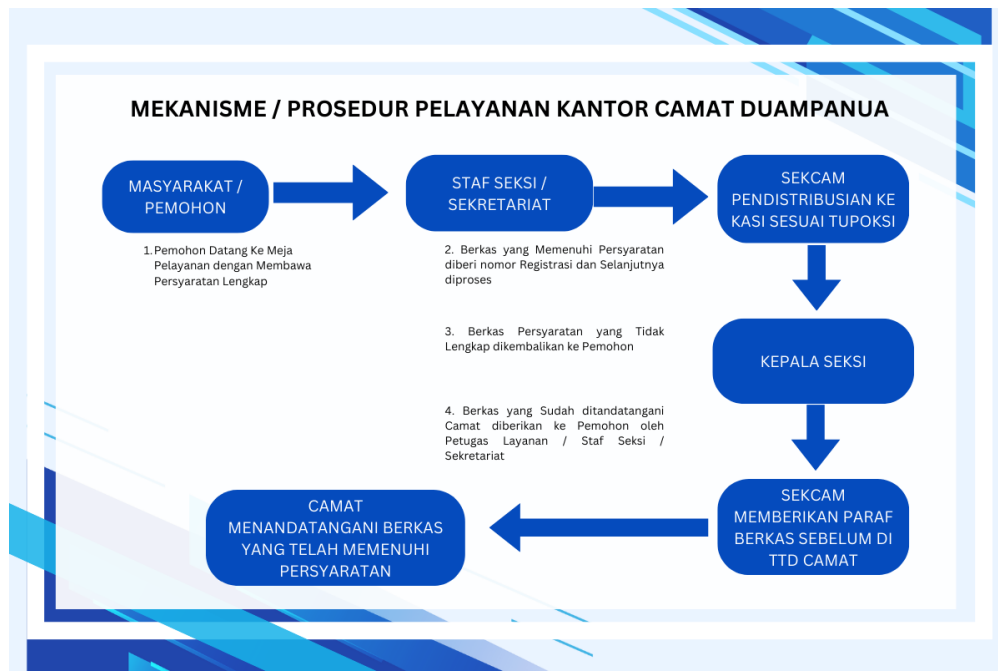 MEKANISME / PROSEDUR PELAYANAN KANTOR CAMAT DUAMPANUA
MASYARAKAT /
PEMOHON
1.Pemohon Datang Ke Meja
Pelayanan dengan Membawa
Persyaratan Lengkap
STAF SEKSI /
SEKRETARIAT
2. Berkas yang Memenuhi Persyaratan
diberi nomor Registrasi dan Selanjutnya
diproses
3. Berkas Persyaratan yang Tidak
Lengkap dikembalikan ke Pemohon
4. Berkas yang Sudah ditandatangani
Camat diberikan ke Pemohon oleh
Petugas Layanan / Staf Seksi /
Sekretariat
SEKCAM
PENDISTRIBUSIAN KE
KASI SESUAI TUPOKSI
KEPALA SEKSI
SEKCAM
MEMBERIKAN PARAF
BERKAS SEBELUM DI
TTD CAMAT
CAMAT
MENANDATANGI BERKAS
YANG TELAH MEMENUHI
PERSYARATAN